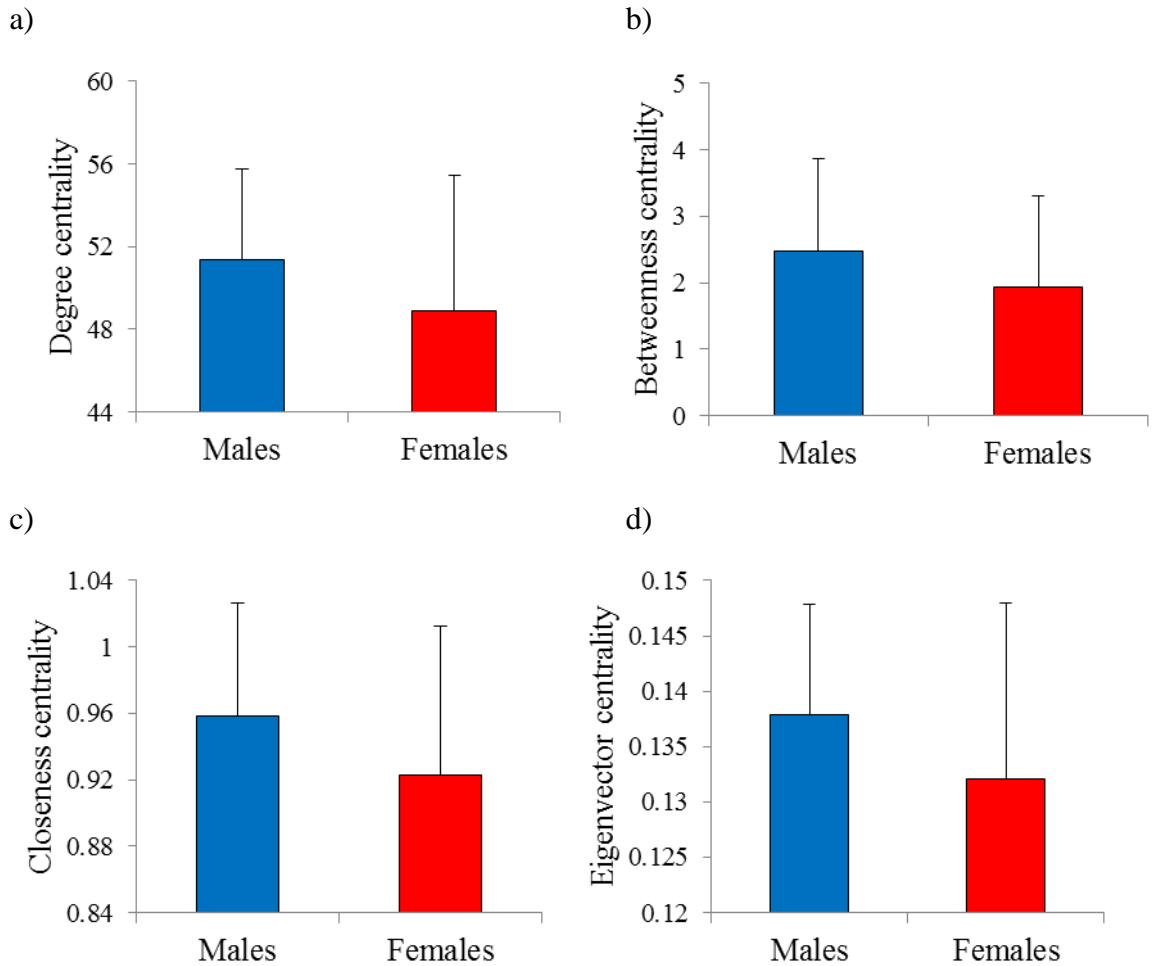 a)
60
56
52
48
44
Degree centrality
Males
Females
b)
5
4
3
2
1
0
Betweenness centrality
Males
Females
c)
1.04
1
0.96
0.92
0.88
0.84
Closeness centrality
Males
Females
d)
0.15
0.145
0.14
0.135
0.13
0.125
0.12
Eigenvector centrality
Males
Females